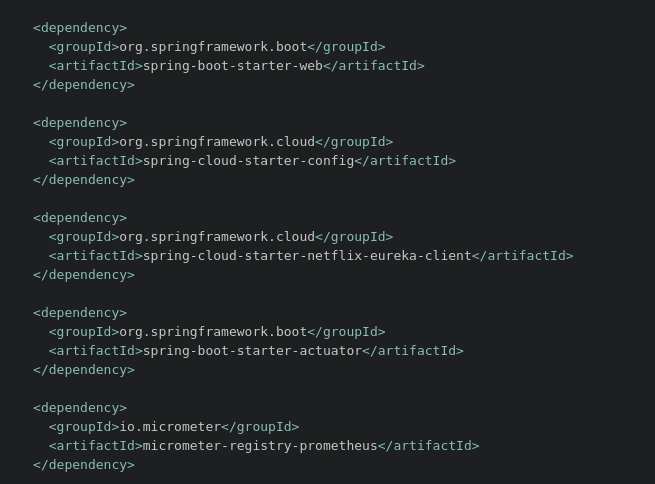 <dependency>
  <groupId>org.springframework.boot</groupId>
  <artifactId>spring-boot-starter-web</artifactId>
</dependency>

<dependency>
  <groupId>org.springframework.cloud</groupId>
  <artifactId>spring-cloud-starter-config</artifactId>
</dependency>

<dependency>
  <groupId>org.springframework.cloud</groupId>
  <artifactId>spring-cloud-starter-netflix-eureka-client</artifactId>
</dependency>

<dependency>
  <groupId>org.springframework.boot</groupId>
  <artifactId>spring-boot-starter-actuator</artifactId>
</dependency>

<dependency>
  <groupId>io.micrometer</groupId>
  <artifactId>micrometer-registry-prometheus</artifactId>
</dependency>